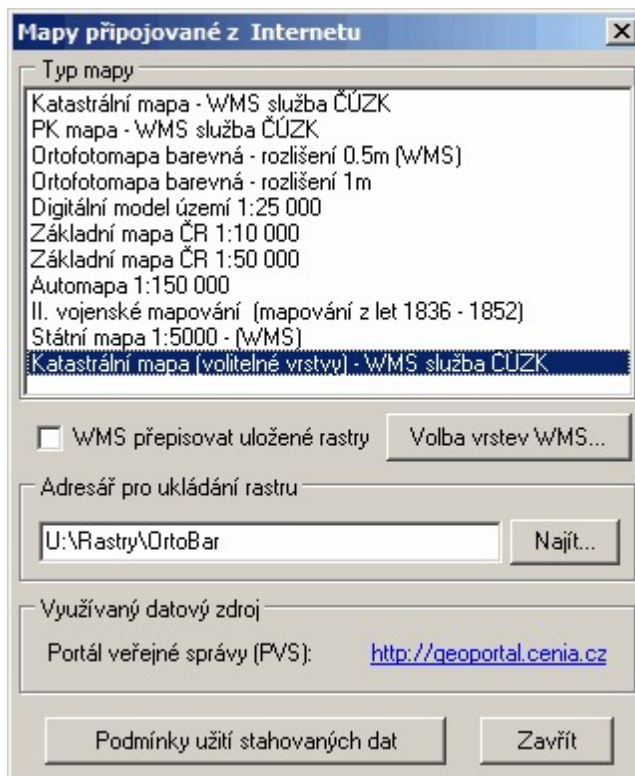 Mapy připojované z Internetu
Typ mapy
Katastrální mapa - WMS služba ČÚZK
PK mapa - WMS služba ČÚZK
Ortofotomapa barevná - rozlišení 0.5m (WMS)
Ortofotomapa barevná - rozlišení 1m
Digitální model území 1:25 000
Základní mapa ČR 1:10 000
Základní mapa ČR 1:50 000
Automapa 1:150 000
II. vojenské mapování (mapování z let 1836 - 1852)
Státní mapa 1:5000 - (WMS)
Katastrální mapa (volitelné vrstvy) - WMS služba ČÚZK
WMS přepisovat uložené rastry Volba vrstev WMS...
Adresář pro ukládání rastru
U:\Rastry\OrtoBar Najít...
Využívaný datový zdroj
Portál veřejné správy (PVS): http://geoportal.cenia.cz
Podmínky užití stahovaných dat Zavřít